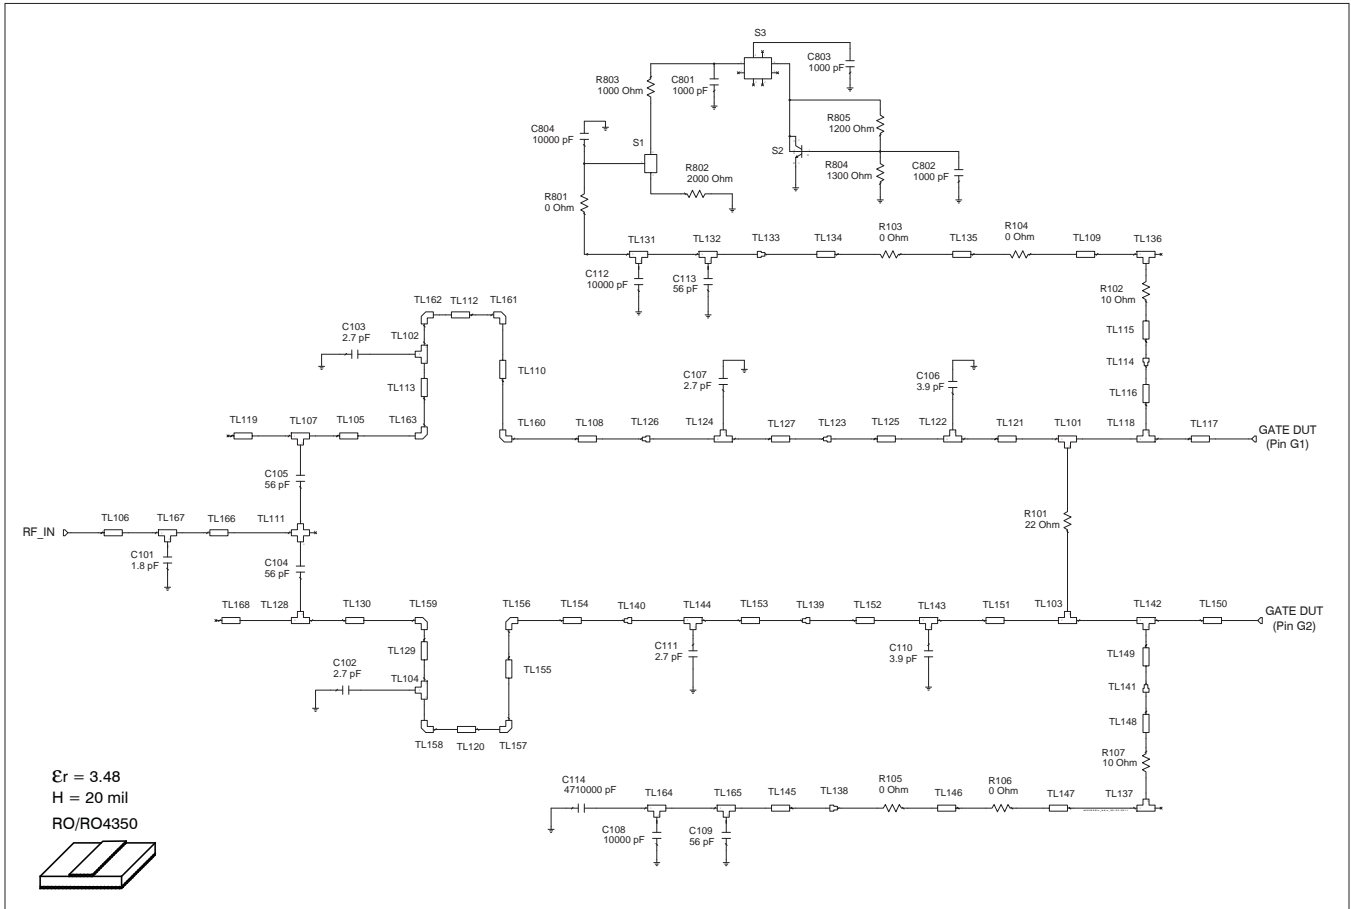 S3
C803
1000 pF
R803
1000 Ohm
C801
1000 pF
R805
1200 Ohm
C804
10000 pF
S1
S2
R802
2000 Ohm
R804
1300 Ohm
C802
1000 pF
R801
0 Ohm
TL131
TL132
TL133
TL134
R103
0 Ohm
TL135
R104
0 Ohm
TL109
TL136
C112
10000 pF
C113
56 pF
R102
10 Ohm
TL162
TL112
TL161
C103
2.7 pF
TL102
TL115
TL110
TL114
C107
2.7 pF
C106
3.9 pF
TL113
TL116
TL119
TL107
TL105
TL163
TL160
TL108
TL126
TL124
TL127
TL123
TL125
TL122
TL121
TL101
TL118
TL117
GATE DUT
(Pin G1)
C105
56 pF
RF_IN
TL106
TL167
TL166
TL111
R101
22 Ohm
C101
1.8 pF
C104
56 pF
TL168
TL128
TL130
TL159
TL156
TL154
TL140
TL144
TL153
TL139
TL152
TL143
TL151
TL103
TL142
TL150
GATE DUT
(Pin G2)
TL129
C111
2.7 pF
C110
3.9 pF
TL149
C102
2.7 pF
TL104
TL155
TL141
TL148
TL158
TL120
TL157
R107
10 Ohm
εr = 3.48
H = 20 mil
RO/RO4350
C114
4710000 pF
TL164
TL165
TL145
TL138
R105
0 Ohm
TL146
R106
0 Ohm
TL147
TL137
C108
10000 pF
C109
56 pF